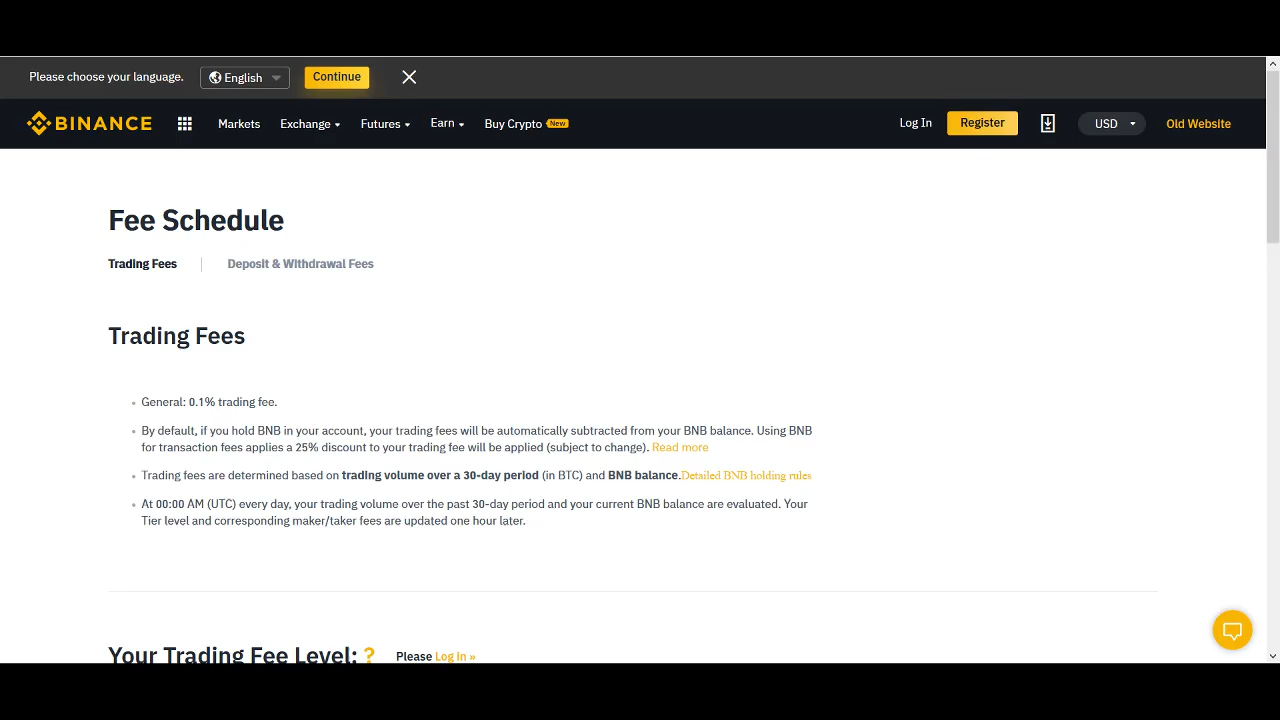 Please choose your language. English Continue
BINANCE Markets Exchange Futures Earn Buy Crypto New Log In Register USD Old Website
Fee Schedule
Trading Fees Deposit & Withdrawal Fees
Trading Fees
General: 0.1% trading fee.
By default, if you hold BNB in your account, your trading fees will be automatically subtracted from your BNB balance. Using BNB
for transaction fees applies a 25% discount to your trading fee will be applied (subject to change). Read more
Trading fees are determined based on trading volume over a 30-day period (in BTC) and BNB balance.Detailed BNB holding rules
At 00:00 AM (UTC) every day, your trading volume over the past 30-day period and your current BNB balance are evaluated. Your
Tier level and corresponding maker/taker fees are updated one hour later.
Your Trading Fee Level: ? Please Log in »